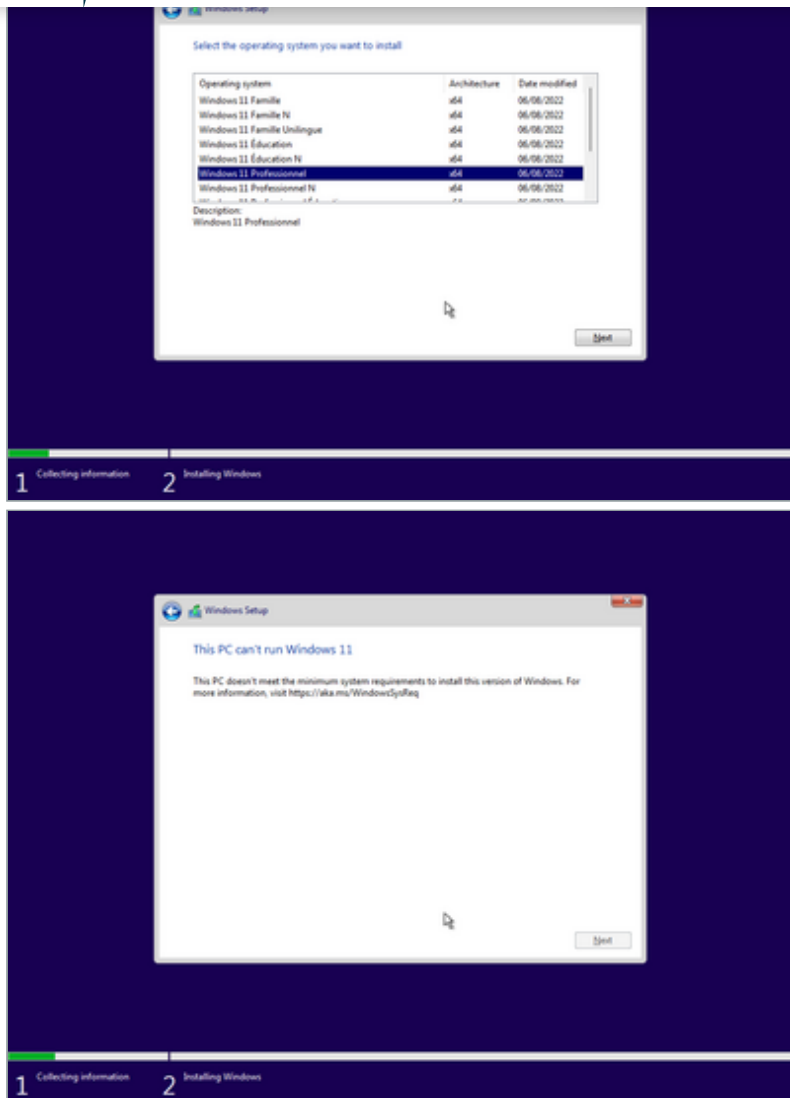 Windows Setup
Select the operating system you want to install
Operating system Architecture Date modified
Windows 11 Famille x64 06/08/2022
Windows 11 Famille N x64 06/08/2022
Windows 11 Famille Unilingue x64 06/08/2022
Windows 11 Éducation x64 06/08/2022
Windows 11 Éducation N x64 06/08/2022
Windows 11 Professionnel x64 06/08/2022
Windows 11 Professionnel N x64 06/08/2022
Description:
Windows 11 Professionnel
Next
1 Collecting information 2 Installing Windows
Windows Setup
This PC can't run Windows 11
This PC doesn't meet the minimum system requirements to install this version of Windows. For
more information, visit https://aka.ms/WindowsSysReq
Next
1 Collecting information 2 Installing Windows